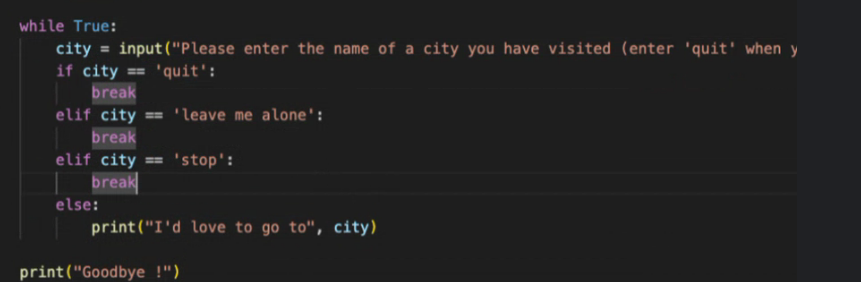 while True:
city = input("Please enter the name of a city you have visited (enter 'quit' when y
if city == 'quit':
break
elif city == 'leave me alone':
break
elif city == 'stop':
break
else:
print("I'd love to go to", city)
print("Goodbye !")